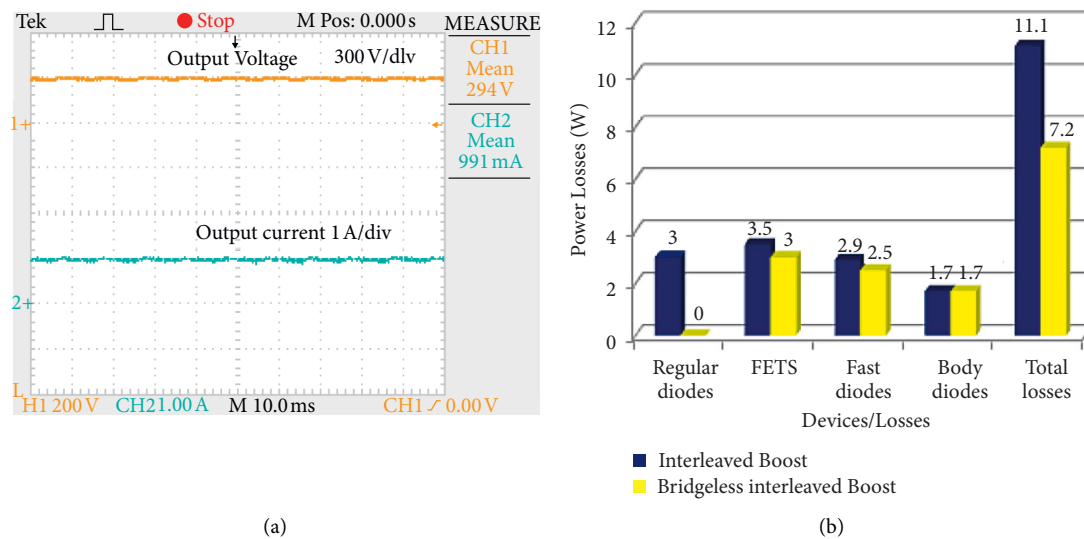 Tek
Stop
M Pos: 0.000 s
MEASURE
Output Voltage
300 V/dlv
CH1
Mean
294 V
CH2
Mean
991 mA
1+
Output current 1 A/div
2+
L
H1 200 V
CH2 1.00 A
M 10.0 ms
CH1
0.00 V
(a)
Power Losses (W)
12
10
8
6
4
2
0
3
0
3.5
3
2.9
2.5
1.7
1.7
11.1
7.2
Regular
diodes
FETS
Fast
diodes
Body
diodes
Total
losses
Devices/Losses
Interleaved Boost
Bridgeless interleaved Boost
(b)